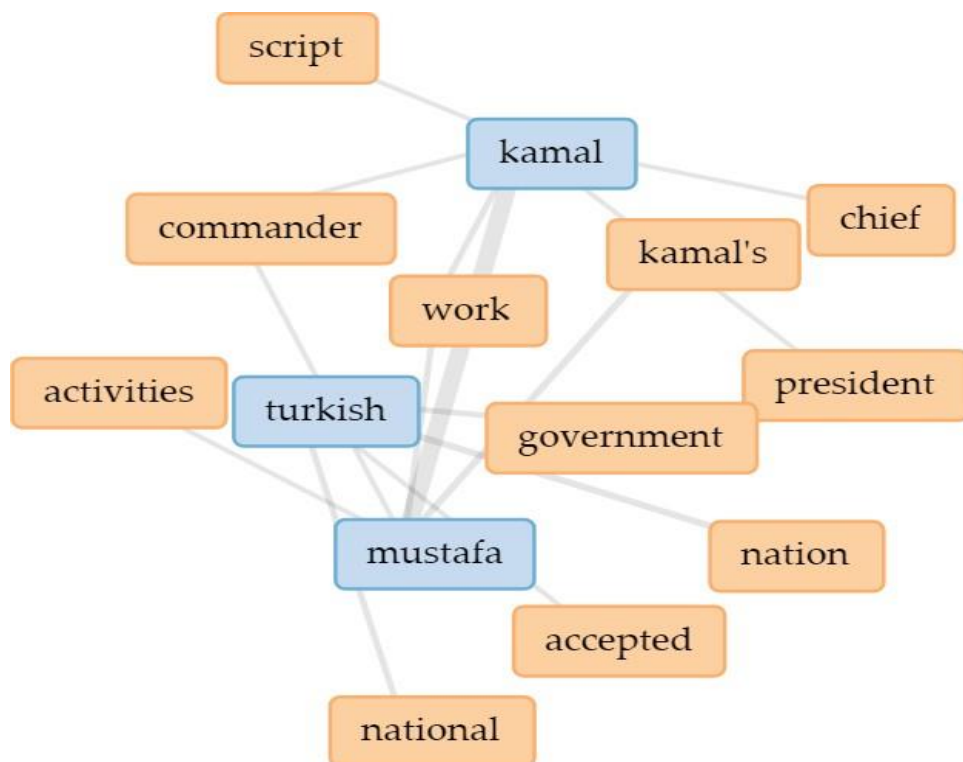 script
kamal
commander
chief
kamal's
work
activities
turkish
president
government
mustafa
nation
accepted
national